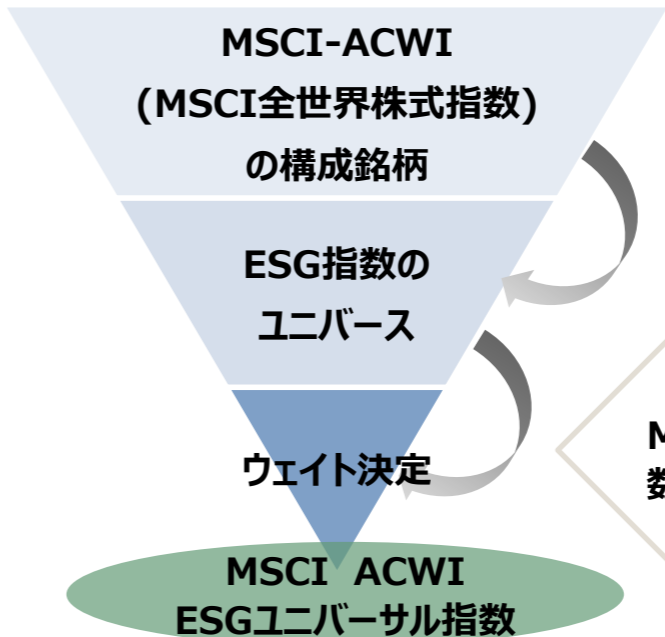 MSCI-ACWI
(MSCI全世界株式指数)
の構成銘柄
ESG指数の
ユニバース
ウェイト決定
M
数
MSCI ACWI
ESGユニバーサル指数